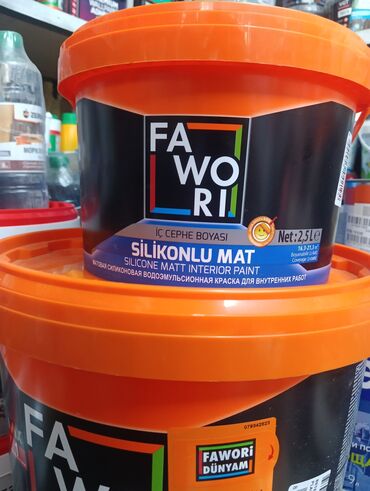 FA
WO
RI
İÇ CEPHE BOYASI
SİLİKONLU MAT
SILICONE MATT INTERIOR PAINT
МАТОВАЯ СИЛИКОНОВАЯ ВОДОЭМУЛЬСИОННАЯ КРАСКА ДЛЯ ВНУТРЕННИХ РАБОТ
Net: 2,5 L e
FA
WO
079342623
FAWORİ
DÜNYAM